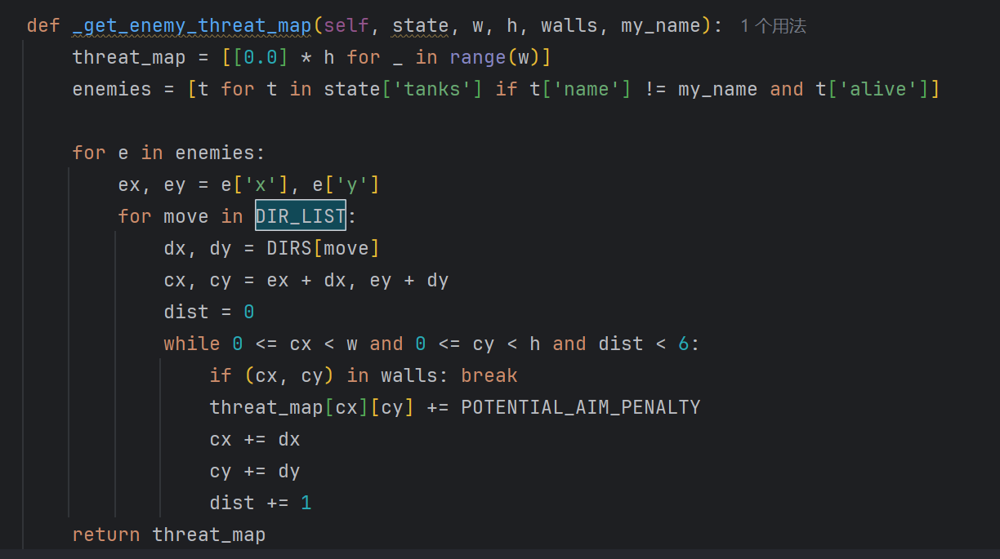 def _get_enemy_threat_map(self, state, w, h, walls, my_name): 1 个用法
    threat_map = [[0.0] * h for _ in range(w)]
    enemies = [t for t in state['tanks'] if t['name'] != my_name and t['alive']]

    for e in enemies:
        ex, ey = e['x'], e['y']
        for move in DIR_LIST:
            dx, dy = DIRS[move]
            cx, cy = ex + dx, ey + dy
            dist = 0
            while 0 <= cx < w and 0 <= cy < h and dist < 6:
                if (cx, cy) in walls: break
                threat_map[cx][cy] += POTENTIAL_AIM_PENALTY
                cx += dx
                cy += dy
                dist += 1
    return threat_map